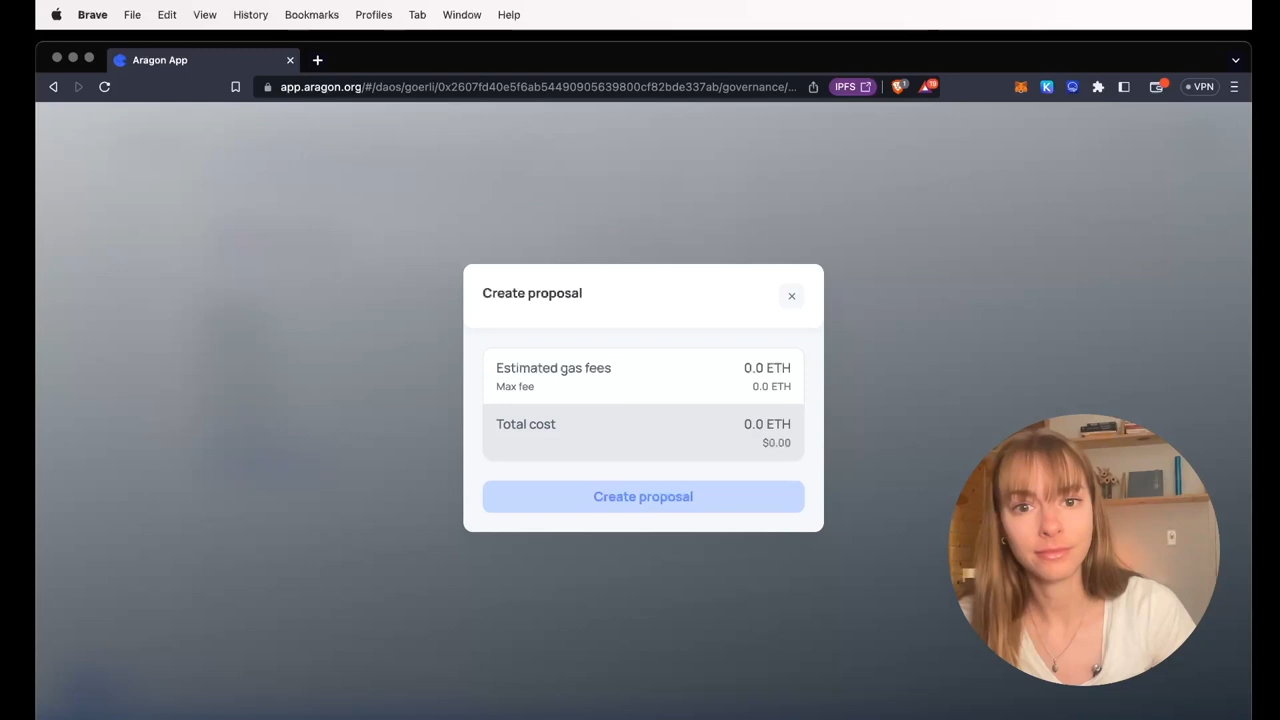 Brave File Edit View History Bookmarks Profiles Tab Window Help
Aragon App
app.aragon.org/#/daos/goerli/0x2607fd40e5f6ab54490905639800cf82bde337ab/governance/...
IPFS
1
19
VPN
Create proposal
Estimated gas fees 0.0 ETH
Max fee 0.0 ETH
Total cost 0.0 ETH
$0.00
Create proposal